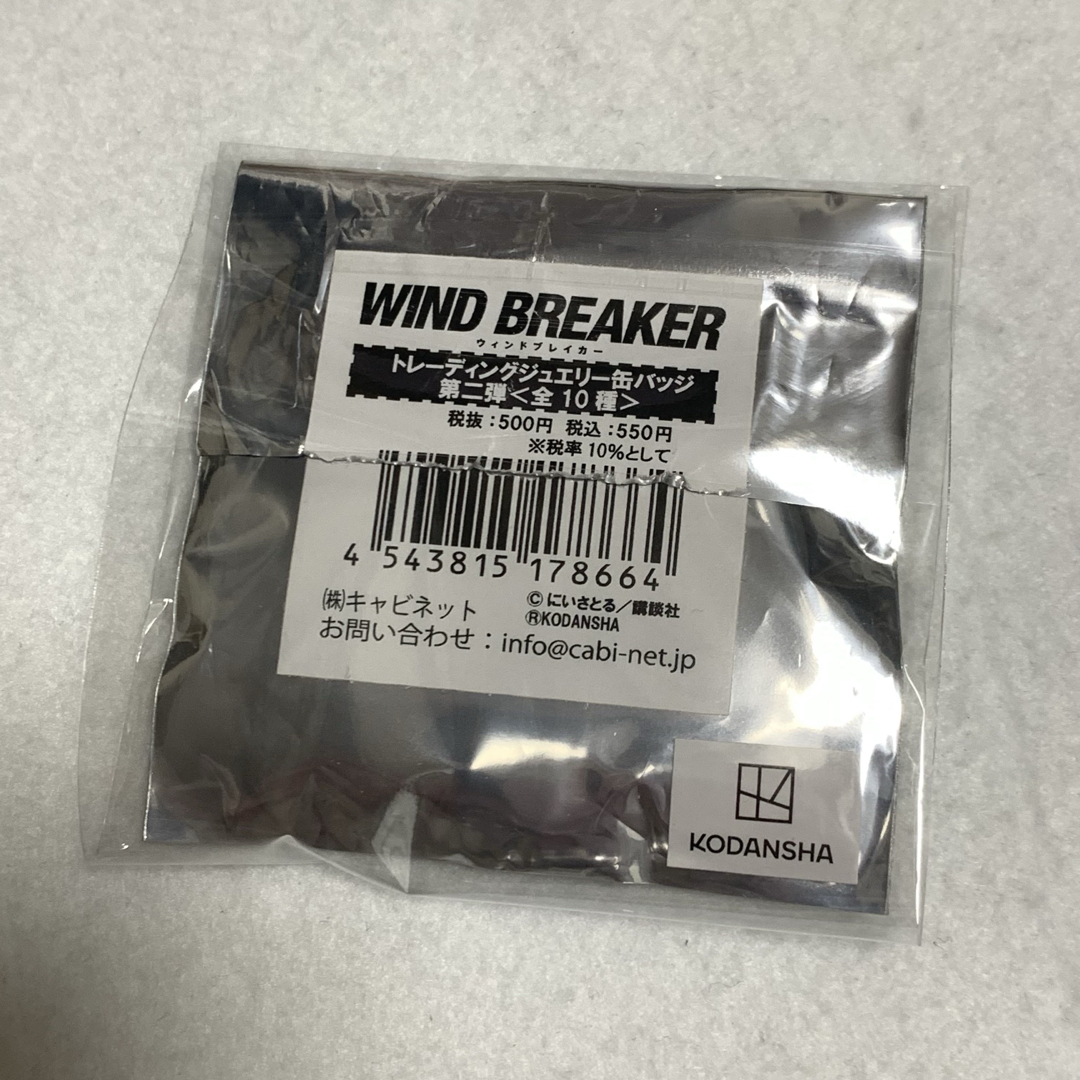 WIND BREAKER
ウィンドブレイカー
トレーディングジュエリー缶バッジ
第二弾<全10種>
税抜:500円 税込:550円
※税率10%として
4 543815 178664
㈱キャビネット
©にいさとる/講談社
®KODANSHA
お問い合わせ:info@cabi-net.jp
KODANSHA